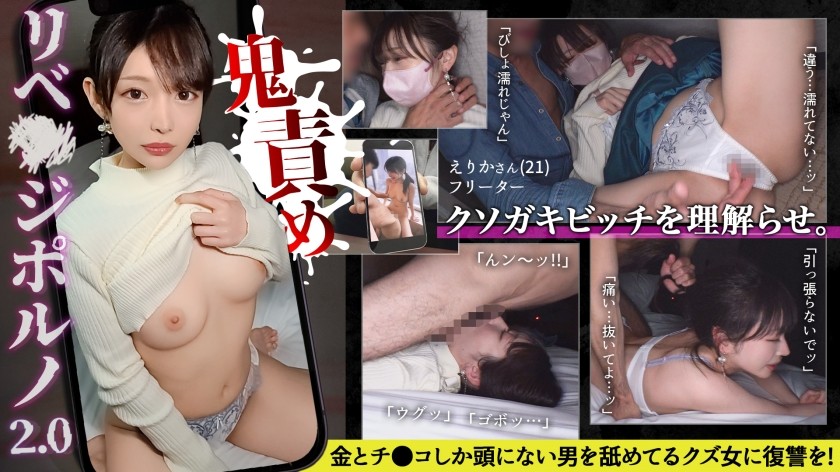 リベ ジポルノ
2.0
鬼責め
「びしょ濡れじゃん」
「違う…濡れてない…ッ」
えりかさん(21)
フリーター
クソガキビッチを理解らせ。
「んン〜ッ!!」
「ウグッ」「ゴボッ…」
「引っ張らないでッ」
「痛い…抜いてよ…ッ」
金とチ●コしか頭にない男を舐めてるクズ女に復讐を!